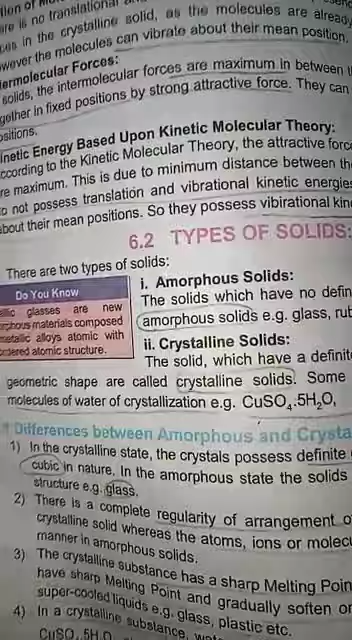 ere is no translational
ces in the crystalline solid, as the molecules are already
wever the molecules can vibrate about their mean position.
termolecular Forces:
solids, the intermolecular forces are maximum in between
gether in fixed positions by strong attractive force. They can
ositions.
inetic Energy Based Upon Kinetic Molecular Theory:
ccording to the Kinetic Molecular Theory, the attractive forc
re maximum. This is due to minimum distance between the
o not possess translation and vibrational kinetic energies
about their mean positions. So they possess vibirational kin
6.2 TYPES OF SOLIDS:
There are two types of solids:
Do You Know
allic glasses are new
orphous materials composed
metallic alloys atomic with
ordered atomic structure.
i. Amorphous Solids:
The solids which have no defin
amorphous solids e.g. glass, rub
ii. Crystalline Solids:
The solid, which have a definit
geometric shape are called crystalline solids. Some
molecules of water of crystallization e.g. CuSO₄.5H₂O,
Differences between Amorphous and Crysta
1) In the crystalline state, the crystals possess definite
cubic in nature. In the amorphous state the solids
structure e.g. glass.
2) There is a complete regularity of arrangement o
crystalline solid whereas the atoms, ions or molecu
manner in amorphous solids.
3) The crystalline substance has a sharp Melting Poin
have sharp Melting Point and gradually soften or
super-cooled liquids e.g. glass, plastic etc.
4) In a crystalline substance,
CuSO₄.5H₂O